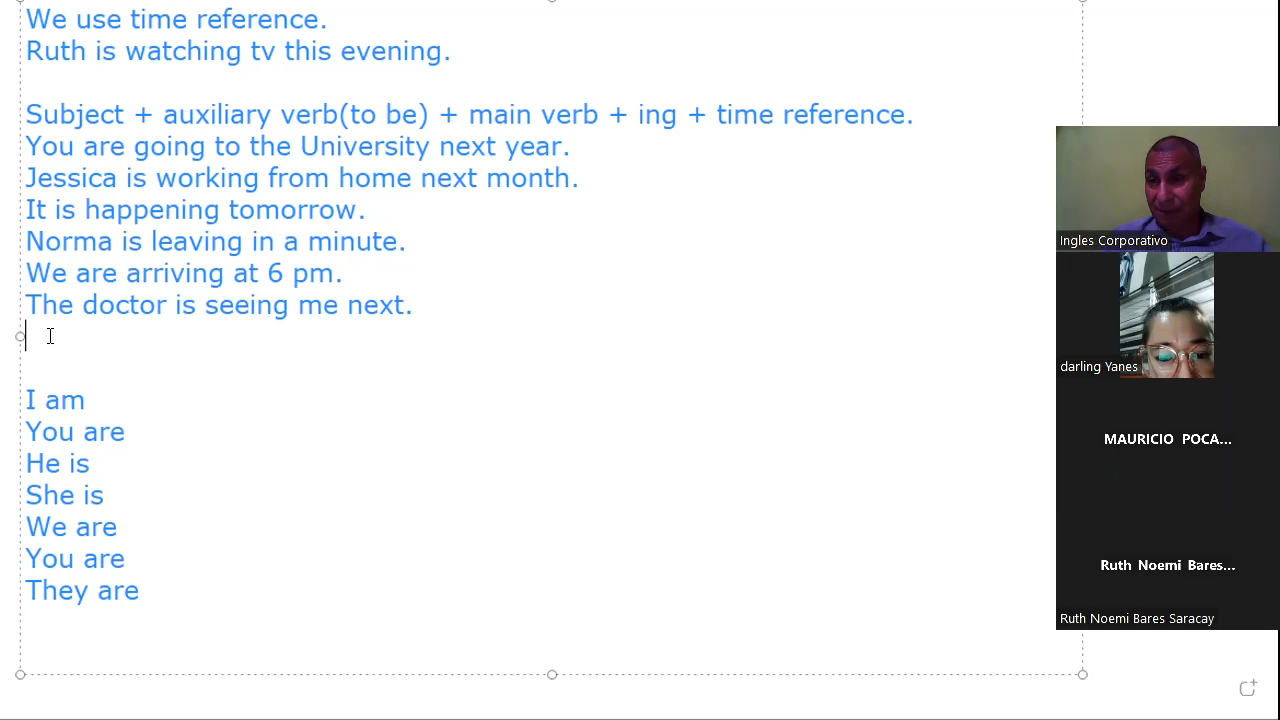 We use time reference.
Ruth is watching tv this evening.
Subject + auxiliary verb(to be) + main verb + ing + time reference.
You are going to the University next year.
Jessica is working from home next month.
It is happening tomorrow.
Norma is leaving in a minute.
We are arriving at 6 pm.
The doctor is seeing me next.
I am
You are
He is
She is
We are
You are
They are
Ingles Corporativo
darling Yanes
MAURICIO POCA...
Ruth Noemi Bares...
Ruth Noemi Bares Saracay